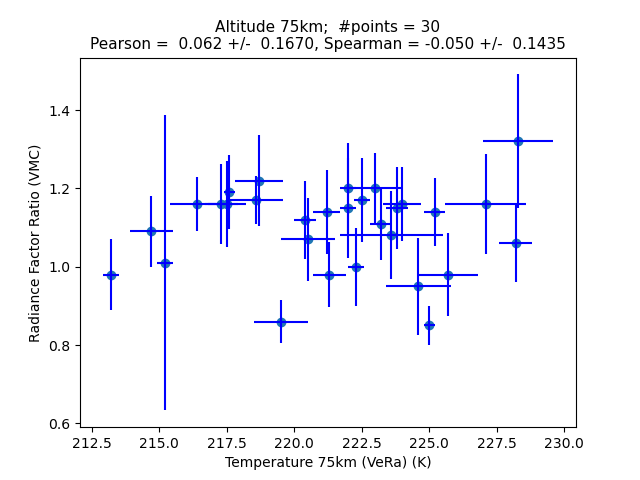 Altitude 75km;  #points = 30
Pearson =  0.062 +/-  0.1670, Spearman = -0.050 +/-  0.1435
Radiance Factor Ratio (VMC)
1.4
1.2
1.0
0.8
0.6
212.5 215.0 217.5 220.0 222.5 225.0 227.5 230.0
Temperature 75km (VeRa) (K)